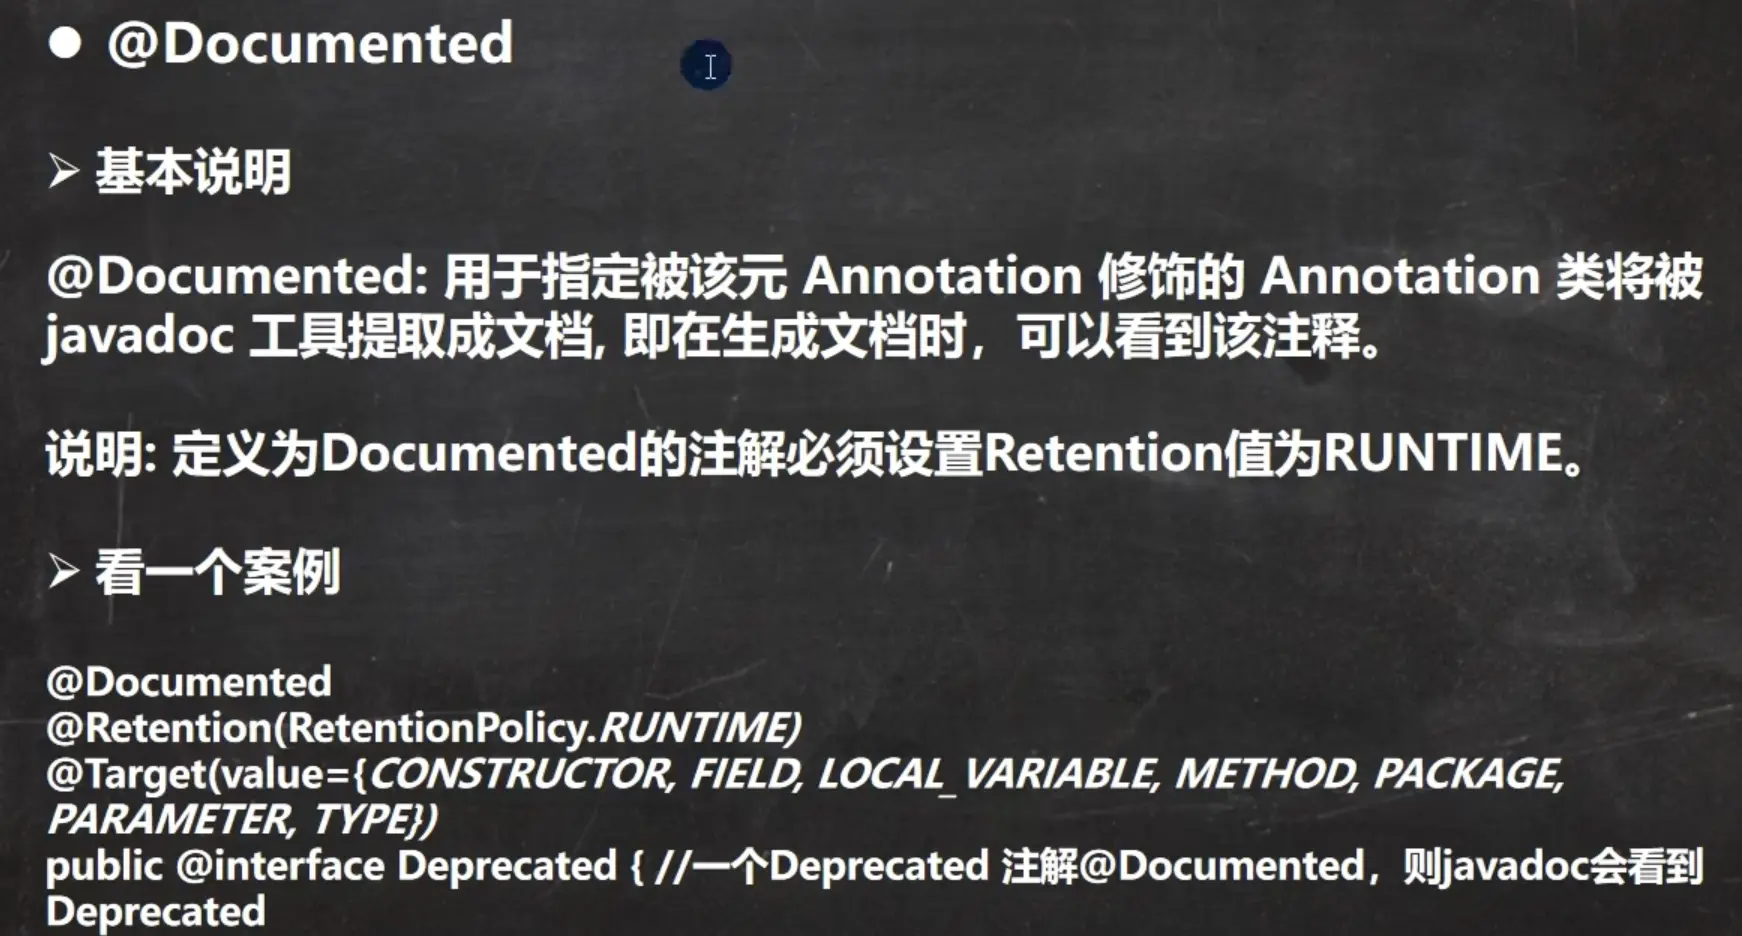 ● @Documented
➢ 基本说明
@Documented: 用于指定被该元 Annotation 修饰的 Annotation 类将被
javadoc 工具提取成文档, 即在生成文档时，可以看到该注释。
说明: 定义为Documented的注解必须设置Retention值为RUNTIME。
➢ 看一个案例
@Documented
@Retention(RetentionPolicy.RUNTIME)
@Target(value={CONSTRUCTOR, FIELD, LOCAL_VARIABLE, METHOD, PACKAGE,
PARAMETER, TYPE})
public @interface Deprecated { //一个Deprecated 注解@Documented，则javadoc会看到
Deprecated